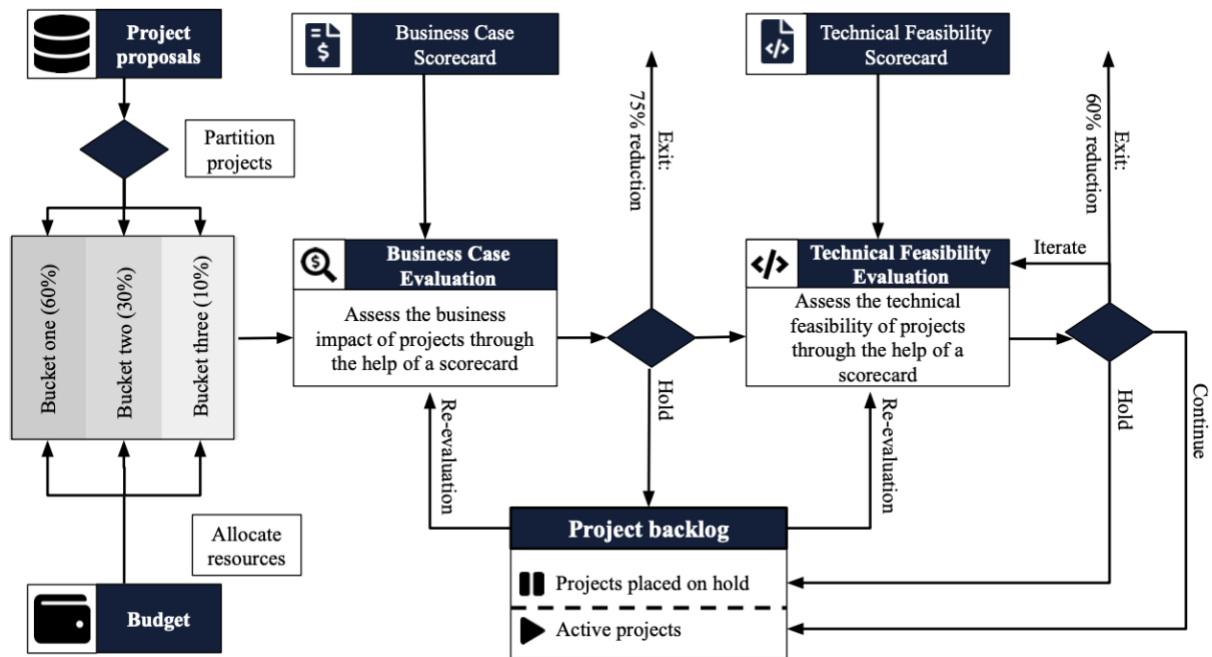 Project
proposals
Business Case
Scorecard
Technical Feasibility
Scorecard
Partition
projects
Exit:
75% reduction
Exit:
60% reduction
Bucket one (60%)
Bucket two (30%)
Bucket three (10%)
Business Case
Evaluation
Assess the business
impact of projects through
the help of a scorecard
Technical Feasibility
Evaluation
Assess the technical
feasibility of projects
through the help of a
scorecard
Iterate
Hold
Hold
Continue
Re-evaluation
Re-evaluation
Allocate
resources
Budget
Project backlog
Projects placed on hold
Active projects